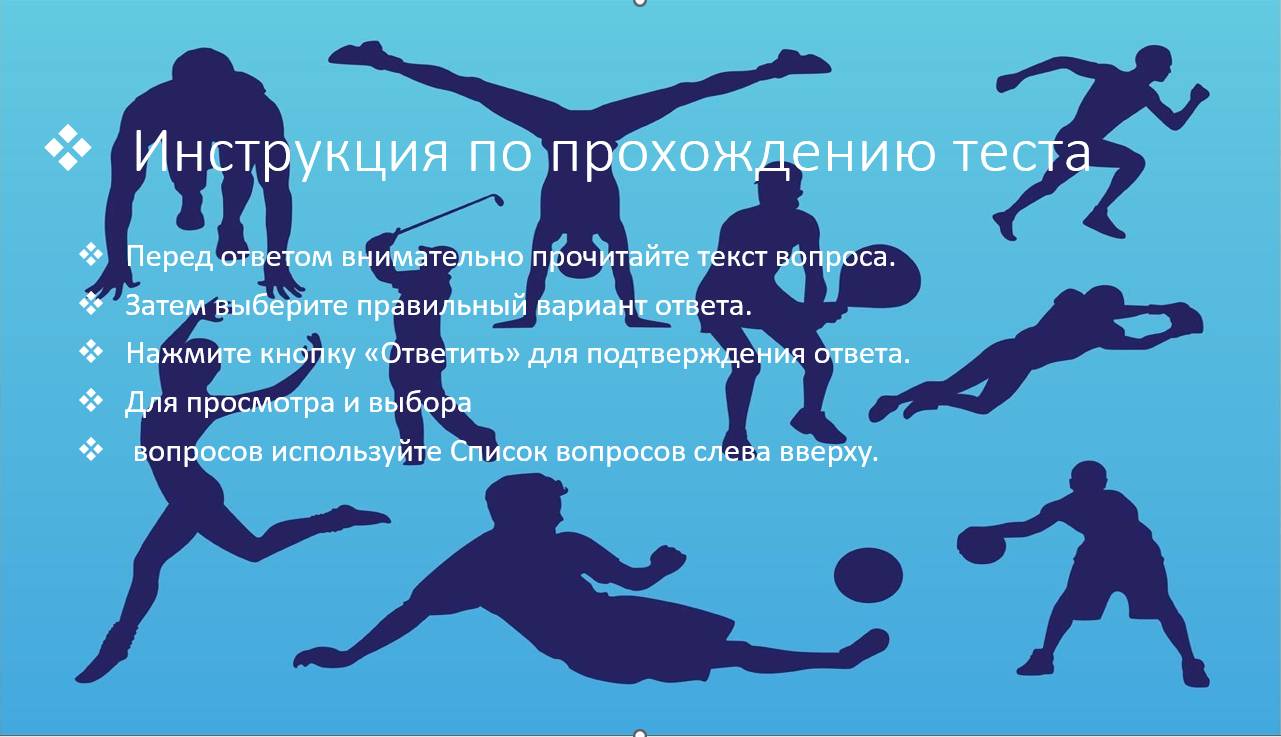 ❖ Инструкция по прохождению теста
❖ Перед ответом внимательно прочитайте текст вопроса.
❖ Затем выберите правильный вариант ответа.
❖ Нажмите кнопку «Ответить» для подтверждения ответа.
❖ Для просмотра и выбора
❖ вопросов используйте Список вопросов слева вверху.